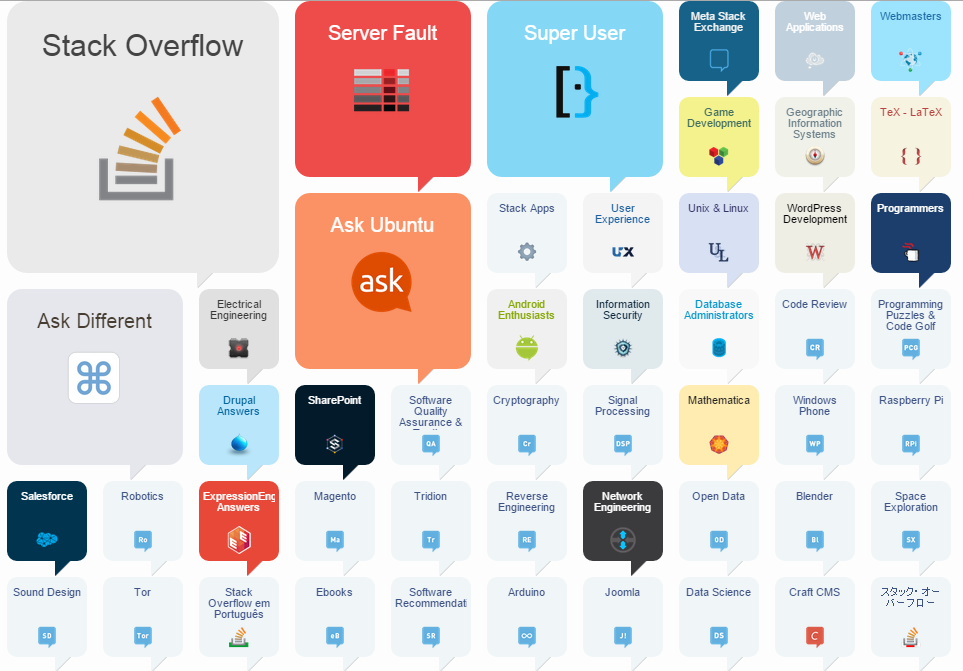 Stack Overflow
Server Fault
Super User
Meta Stack
Exchange
Web
Applications
Webmasters
Game
Development
Geographic
Information
Systems
TeX - LaTeX
{ }
Ask Ubuntu
ask
Stack Apps
User
Experience
UX
Unix & Linux
UL
WordPress
Development
W
Programmers
Ask Different
Electrical
Engineering
Android
Enthusiasts
Information
Security
Database
Administrators
Code Review
CR
Programming
Puzzles &
Code Golf
PCG
Drupal
Answers
SharePoint
S
Software
Quality
Assurance &
QA
Cryptography
Cr
Signal
Processing
DSP
Mathematica
Windows
Phone
WP
Raspberry Pi
RPi
Salesforce
Robotics
Ro
ExpressionEng
Answers
Magento
Ma
Tridion
Tr
Reverse
Engineering
RE
Network
Engineering
Open Data
OD
Blender
Bl
Space
Exploration
SX
Sound Design
SD
Tor
Tor
Stack
Overflow em
Português
Ebooks
eB
Software
Recommendati
SR
Arduino
Joomla
J!
Data Science
DS
Craft CMS
C
スタック・オー
バーフロー